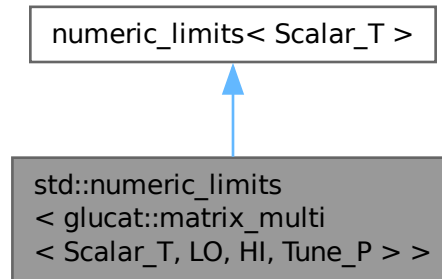 numeric_limits< Scalar_T >
std::numeric_limits
< glucat::matrix_multi
< Scalar_T, LO, HI, Tune_P > >